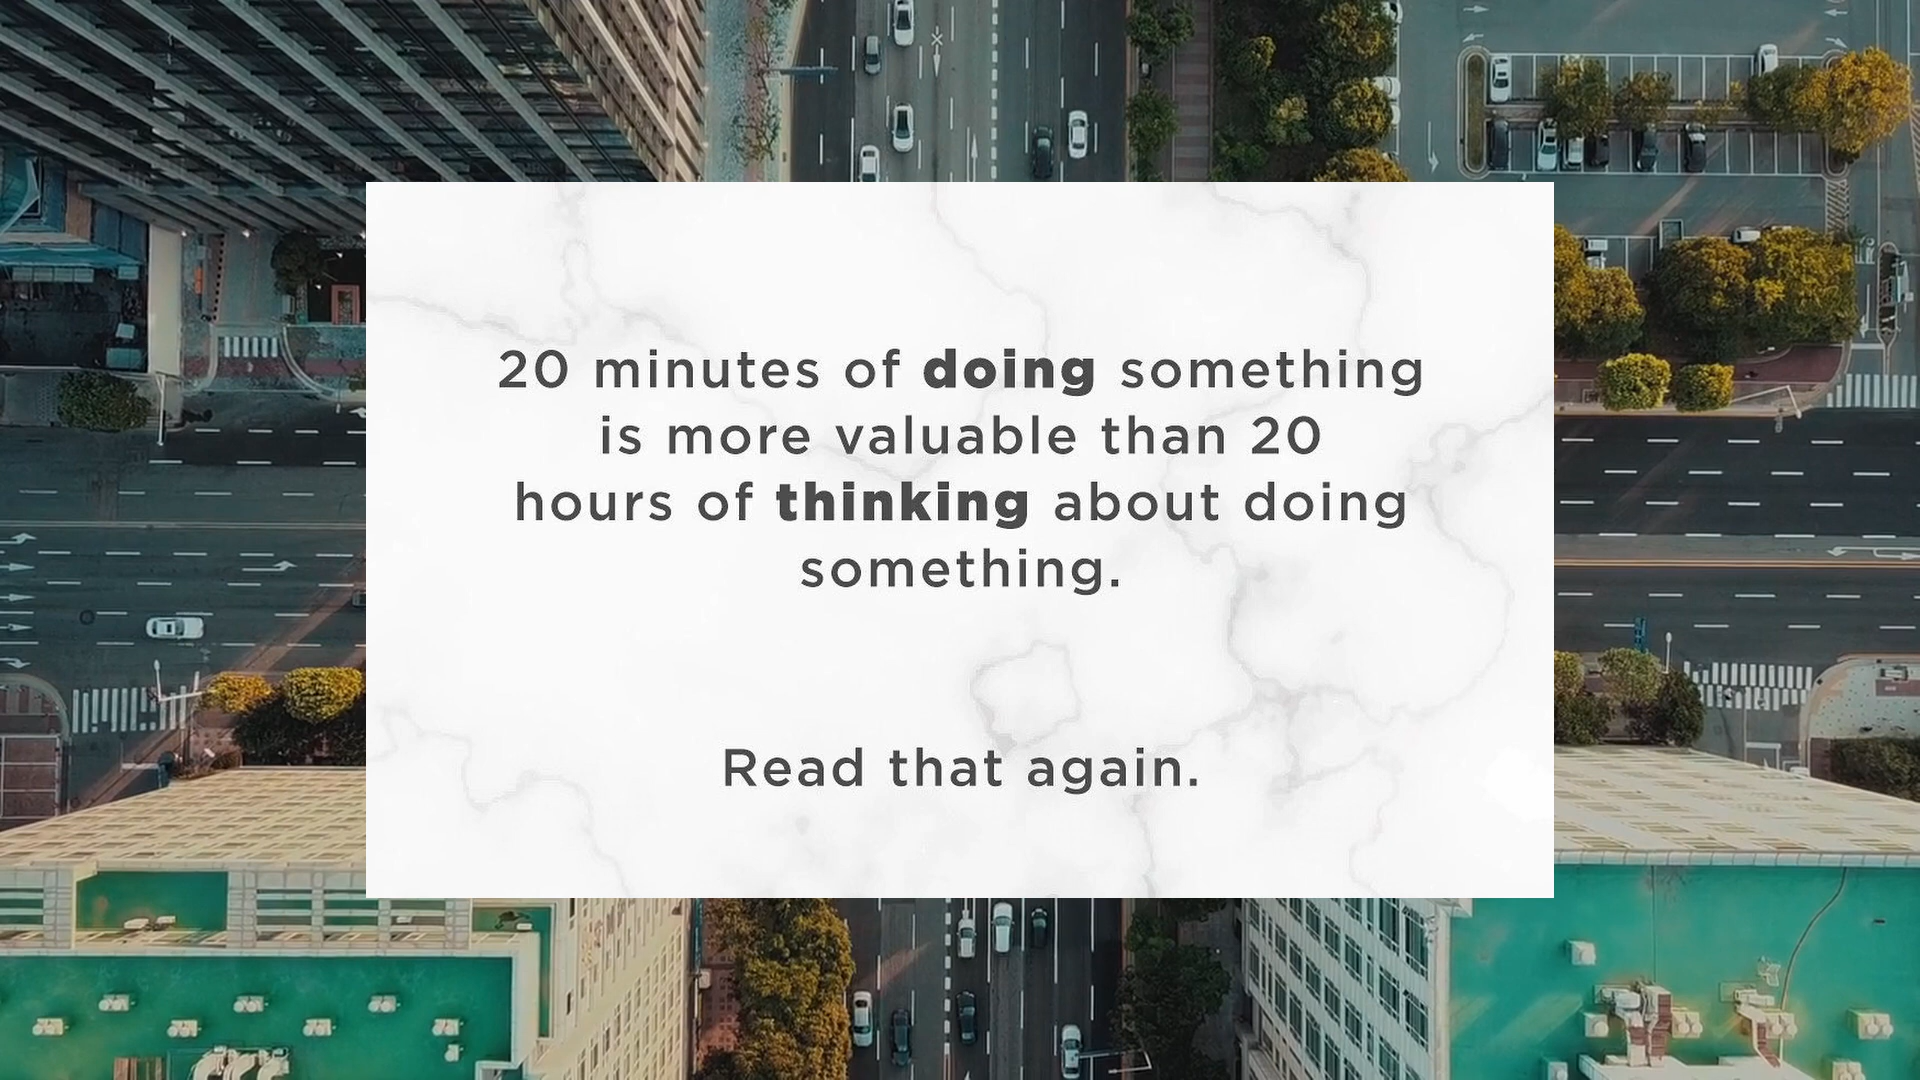 20 minutes of doing something
is more valuable than 20
hours of thinking about doing
something.
Read that again.